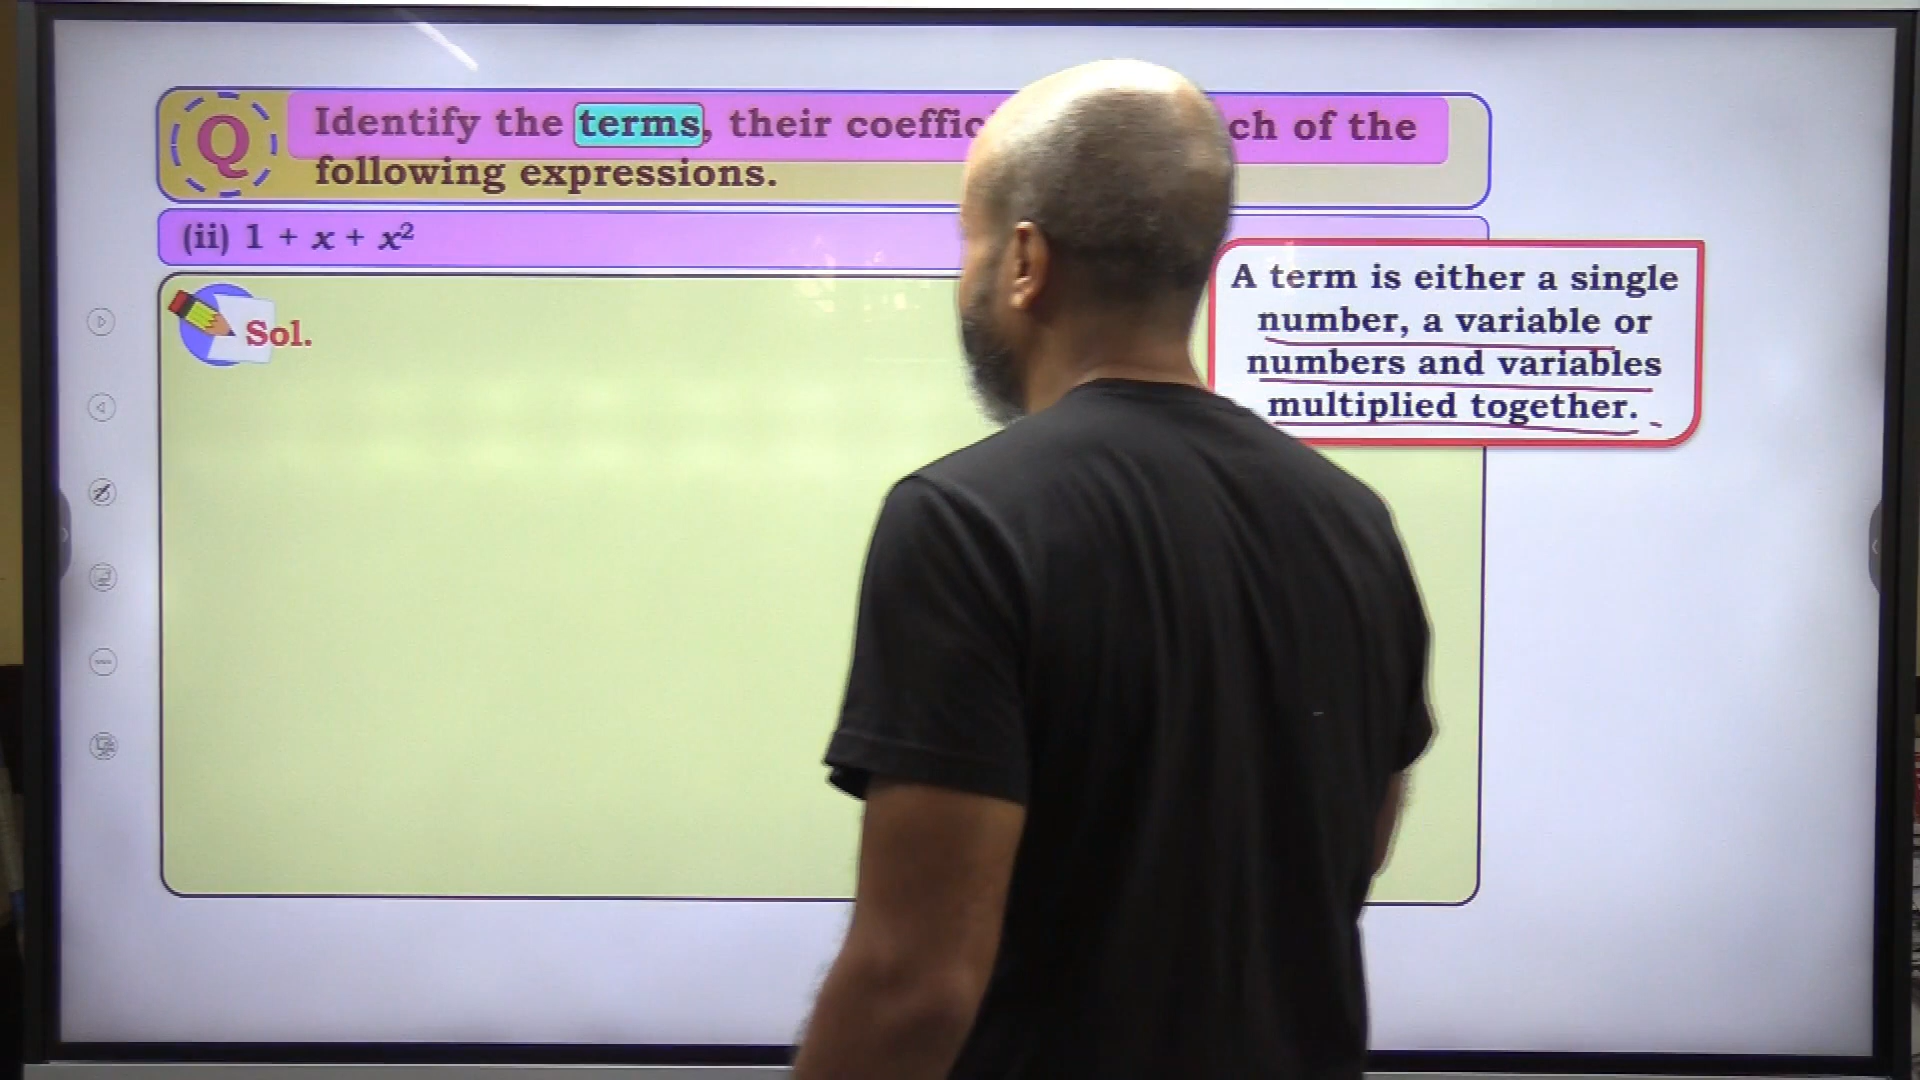 Q
Identify the terms, their coeffic ch of the
following expressions.
(ii) 1 + x + x²
Sol.
A term is either a single
number, a variable or
numbers and variables
multiplied together.